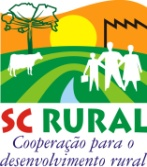 SC RURAL
Cooperação para o
desenvolvimento rural